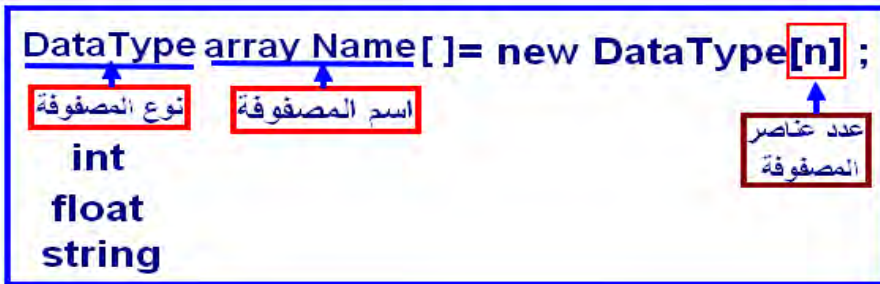 DataType array Name[ ]= new DataType[n] ;
نوع المصفوفة
اسم المصفوفة
عدد عناصر
المصفوفة
int
float
string